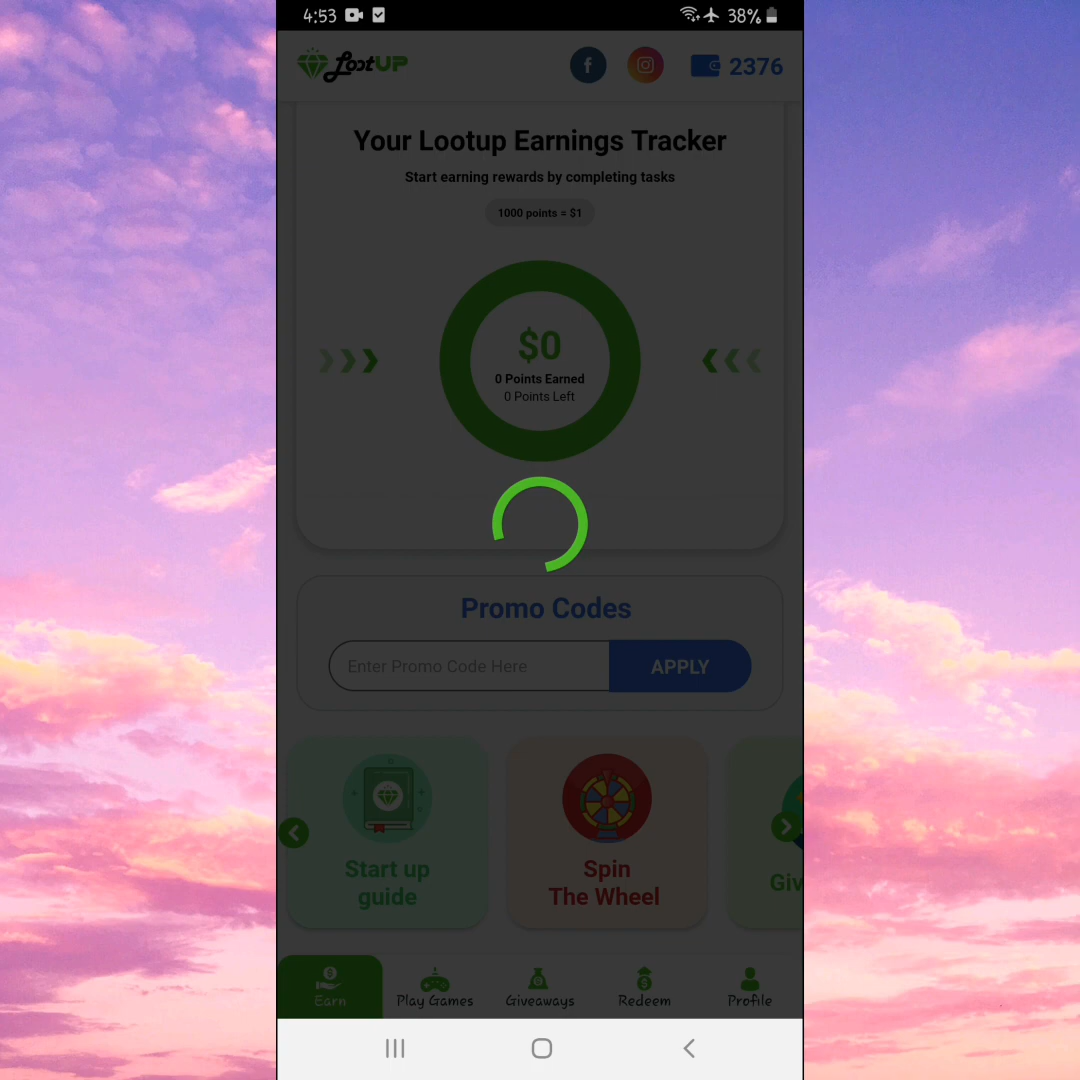 4:53
38%
LootUP
2376
Your Lootup Earnings Tracker
Start earning rewards by completing tasks
1000 points = $1
$0
0 Points Earned
0 Points Left
Promo Codes
Enter Promo Code Here
APPLY
Start up
guide
Spin
The Wheel
Giv
Earn
Play Games
Giveaways
Redeem
Profile